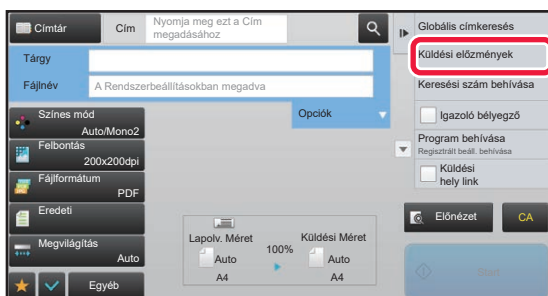 Címtár
Cím
Nyomja meg ezt a Cím
megadásához
Tárgy
Fájlnév
A Rendszerbeállításokban megadva
Opciók
Színes mód
Auto/Mono2
Felbontás
200x200dpi
Fájlformátum
PDF
Eredeti
Megvilágítás
Auto
Egyéb
Lapolv. Méret
Auto
A4
100%
Küldési Méret
Auto
A4
Globális címkeresés
Küldési előzmények
Keresési szám behívása
Igazoló bélyegző
Program behívása
Regisztrált beáll. behívása
Küldési
hely link
Előnézet
CA
Start